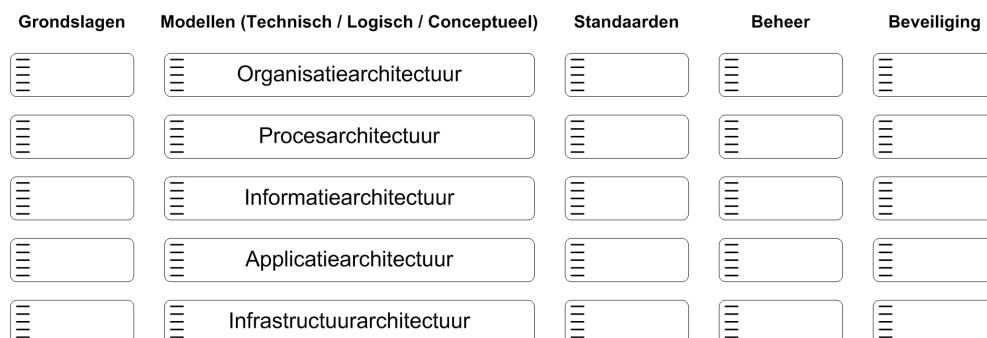 Grondslagen Modellen (Technisch / Logisch / Conceptueel) Standaarden Beheer Beveiliging
Organisatiearchitectuur
Procesarchitectuur
Informatiearchitectuur
Applicatiearchitectuur
Infrastructuurarchitectuur